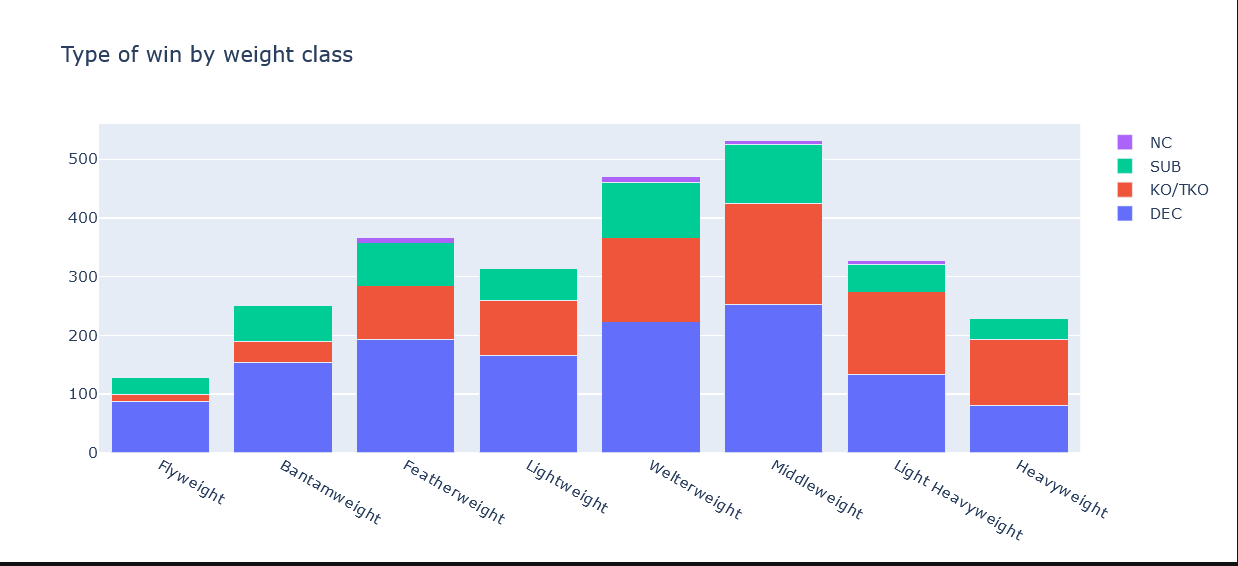 Type of win by weight class
NC
SUB
KO/TKO
DEC
500
400
300
200
100
0
Flyweight
Bantamweight
Featherweight
Lightweight
Welterweight
Middleweight
Light Heavyweight
Heavyweight